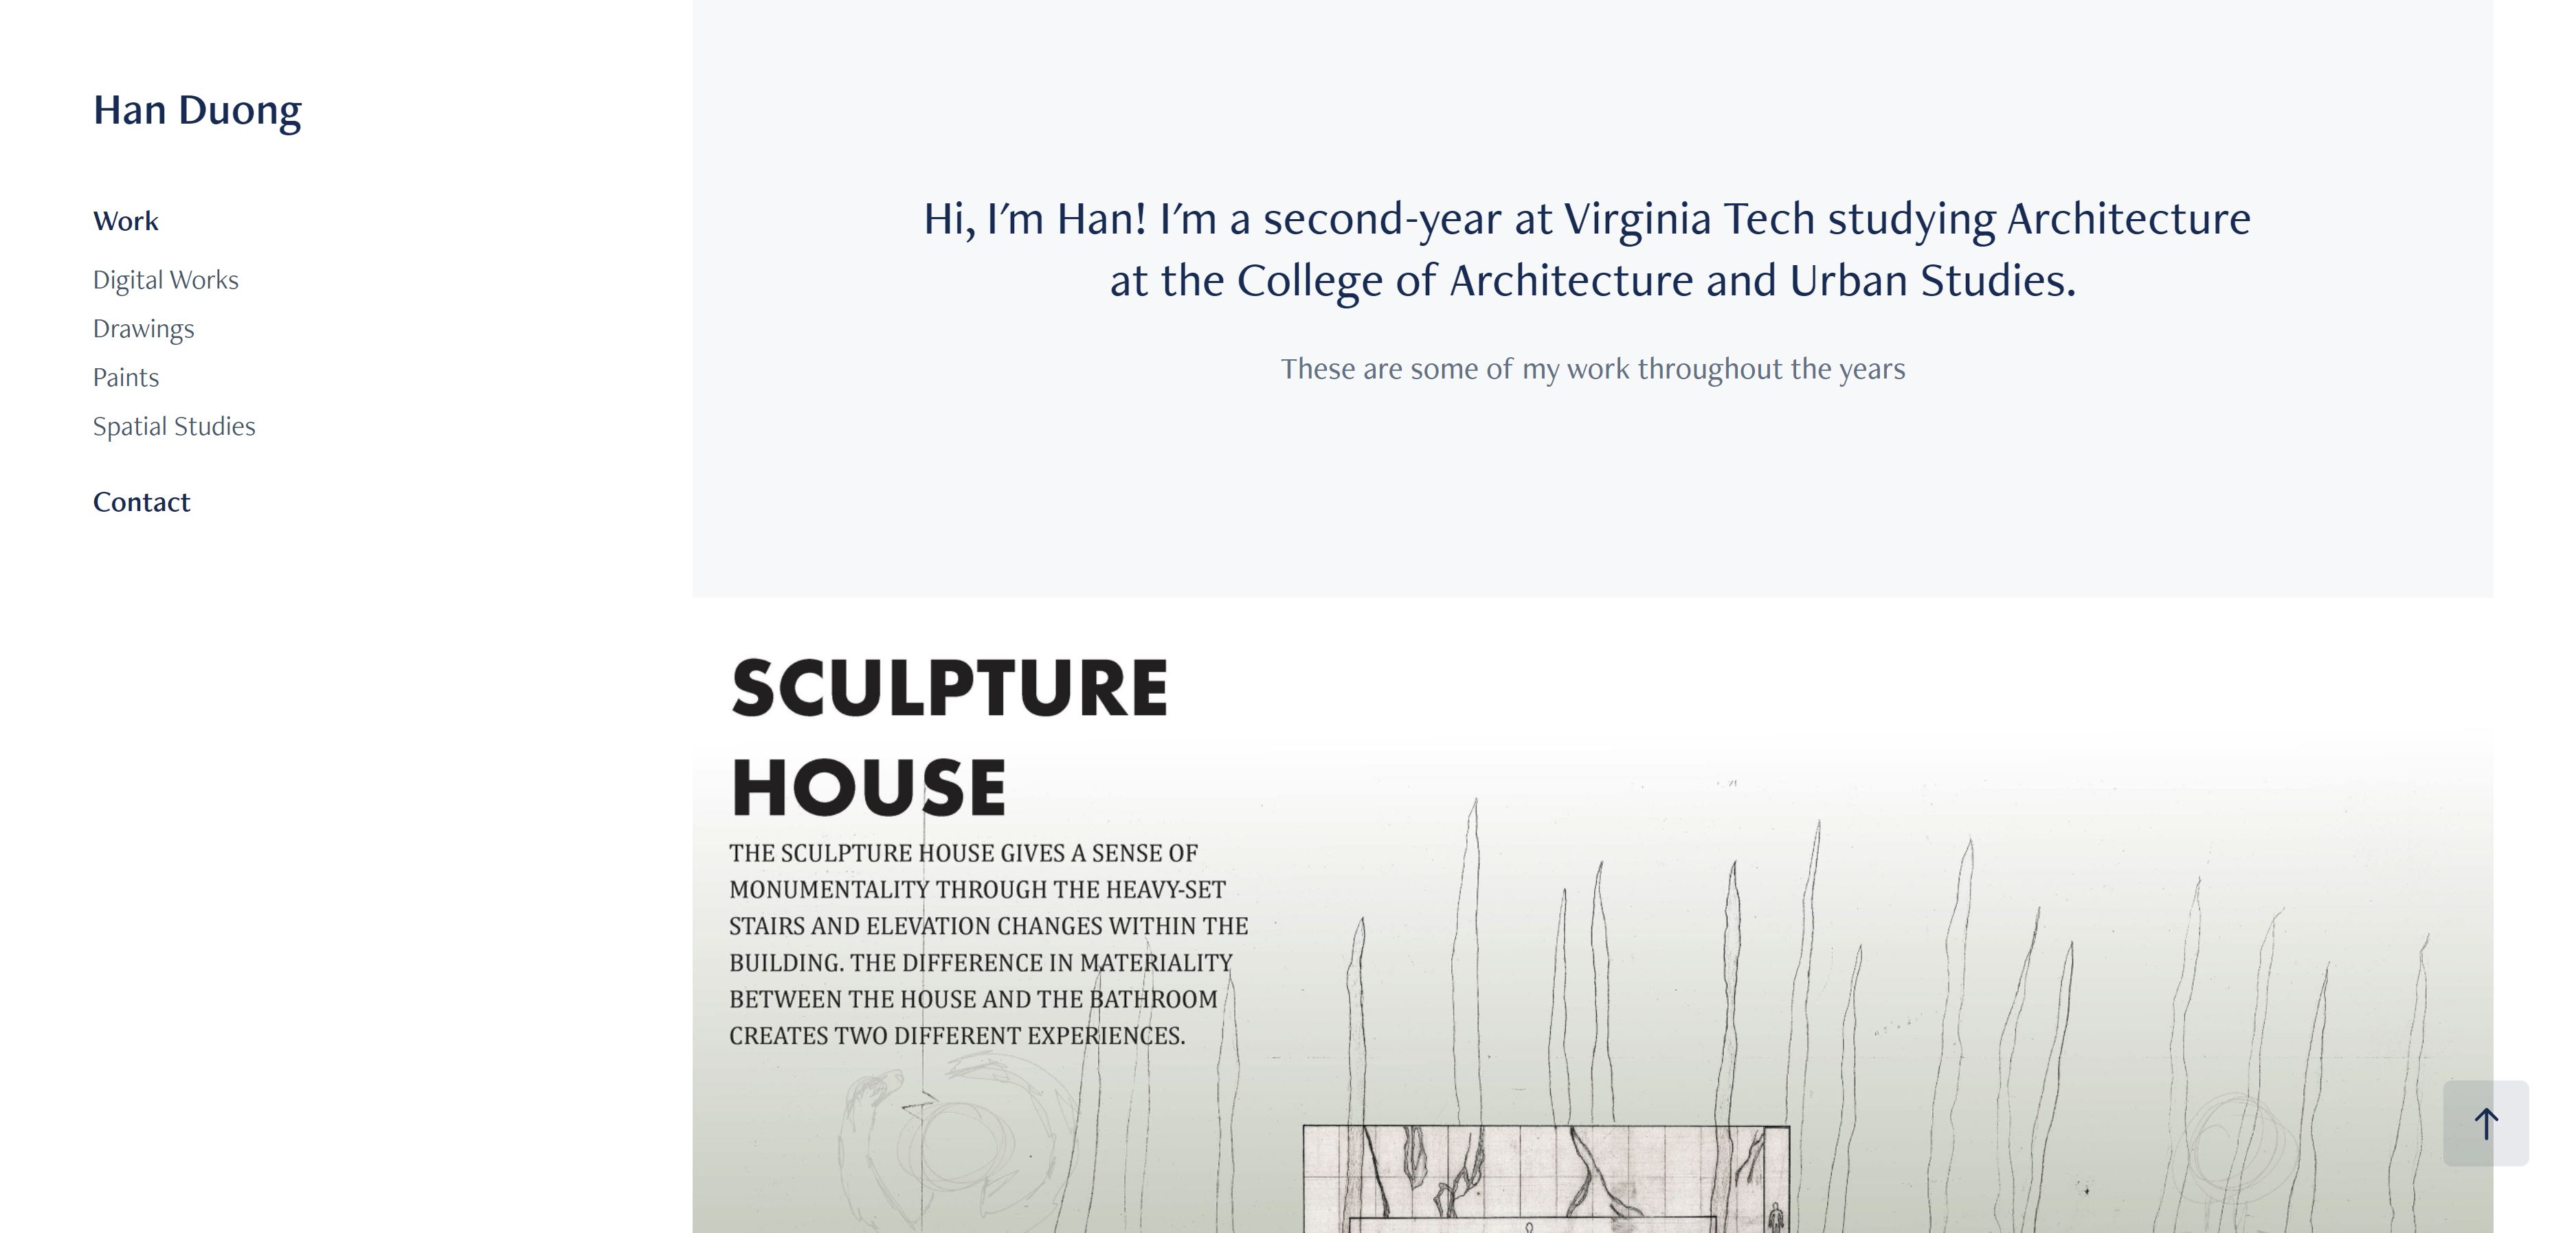 Han Duong
Work
Digital Works
Drawings
Paints
Spatial Studies
Contact
Hi, I'm Han! I'm a second-year at Virginia Tech studying Architecture
at the College of Architecture and Urban Studies.
These are some of my work throughout the years
SCULPTURE
HOUSE
THE SCULPTURE HOUSE GIVES A SENSE OF
MONUMENTALITY THROUGH THE HEAVY-SET
STAIRS AND ELEVATION CHANGES WITHIN THE
BUILDING. THE DIFFERENCE IN MATERIALITY
BETWEEN THE HOUSE AND THE BATHROOM
CREATES TWO DIFFERENT EXPERIENCES.